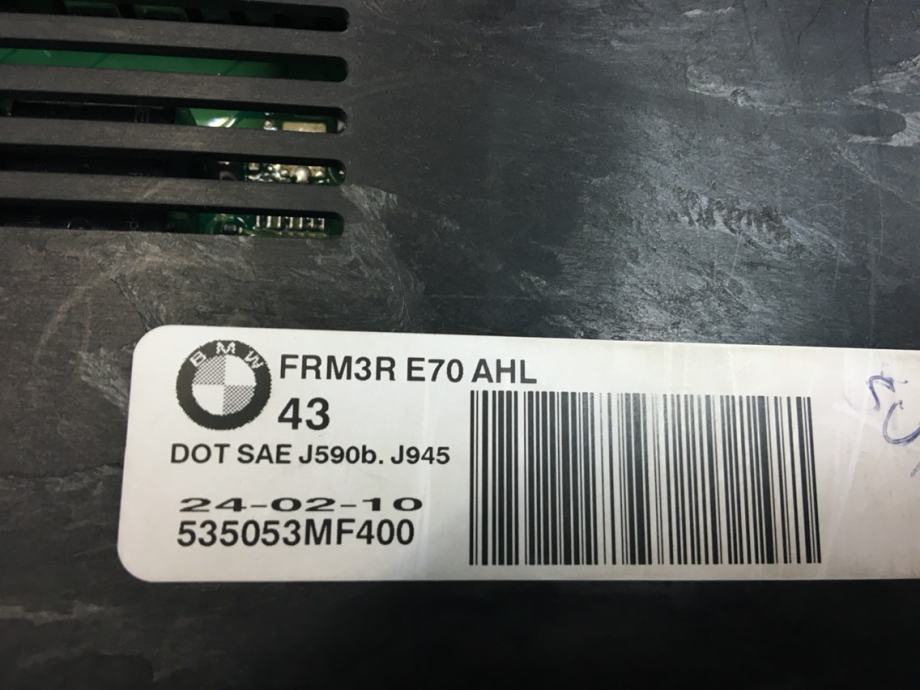 BMW
FRM3R E70 AHL
43
DOT SAE J590b. J945
24-02-10
535053MF400